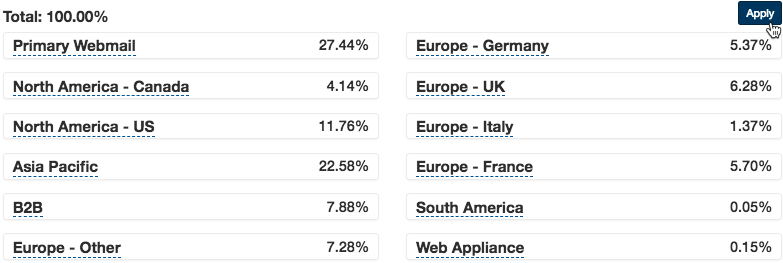 Total: 100.00%
Apply
Primary Webmail 27.44%
Europe - Germany 5.37%
North America - Canada 4.14%
Europe - UK 6.28%
North America - US 11.76%
Europe - Italy 1.37%
Asia Pacific 22.58%
Europe - France 5.70%
B2B 7.88%
South America 0.05%
Europe - Other 7.28%
Web Appliance 0.15%